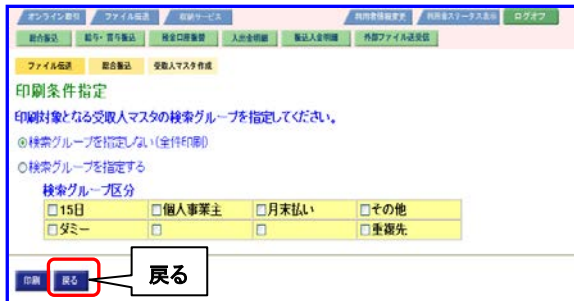 オンライン取引 ファイル伝送 収納サービス 利用者情報変更 利用者ステータス表示 ログオフ
総合振込 給与・賞与振込 預金口座振替 入出金明細 振込入金明細 外部ファイル送受信
ファイル伝送 総合振込 受取人マスタ作成
印刷条件指定
印刷対象となる受取人マスタの検索グループを指定してください。
検索グループを指定しない(全件印刷)
検索グループを指定する
検索グループ区分
15日 個人事業主 月末払い その他
ダミー 重複先
印刷 戻る 戻る